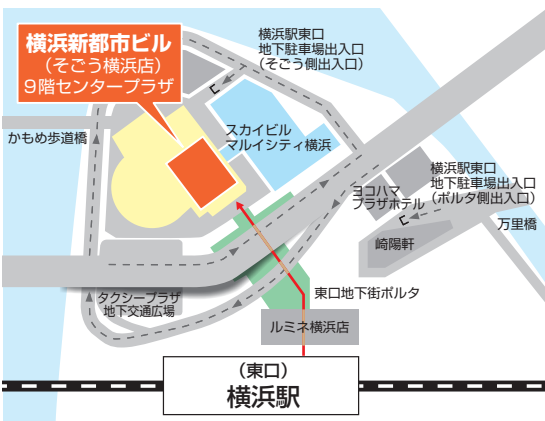 横浜新都市ビル
(そごう横浜店)
9階センタープラザ
横浜駅東口
地下駐車場出入口
(そごう側出入口)
かもめ歩道橋
スカイビル
マルイシティ横浜
横浜駅東口
地下駐車場出入口
(ポルタ側出入口)
ヨコハマ
プラザホテル
万里橋
崎陽軒
タクシープラザ
地下交通広場
東口地下街ポルタ
ルミネ横浜店
(東口)
横浜駅